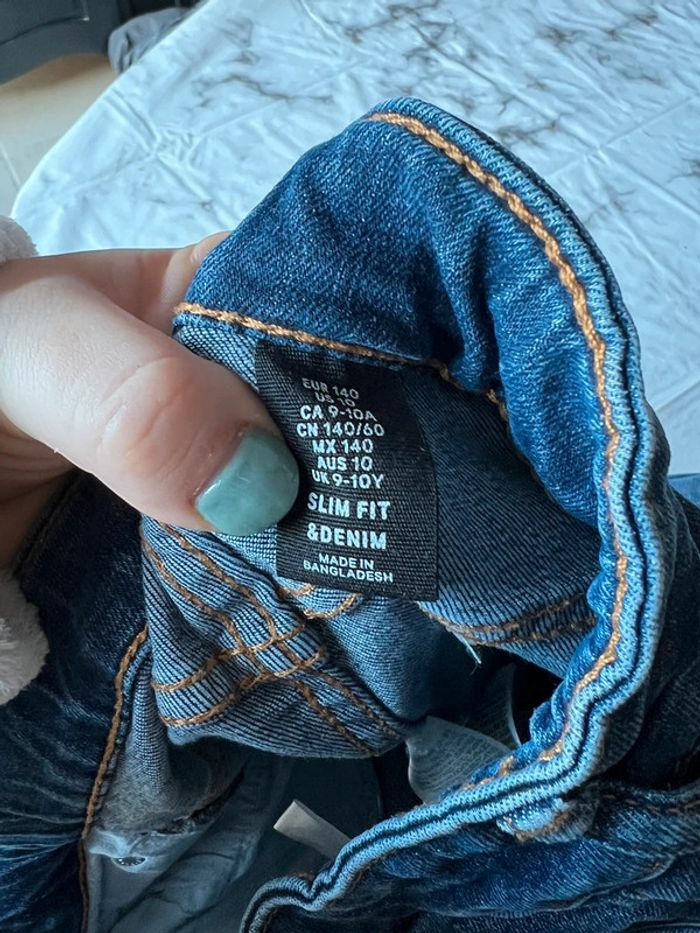 EUR 140
US 10
CA 9-10A
CN 140/60
MX 140
AUS 10
UK 9-10Y
SLIM FIT
&DENIM
MADE IN
BANGLADESH